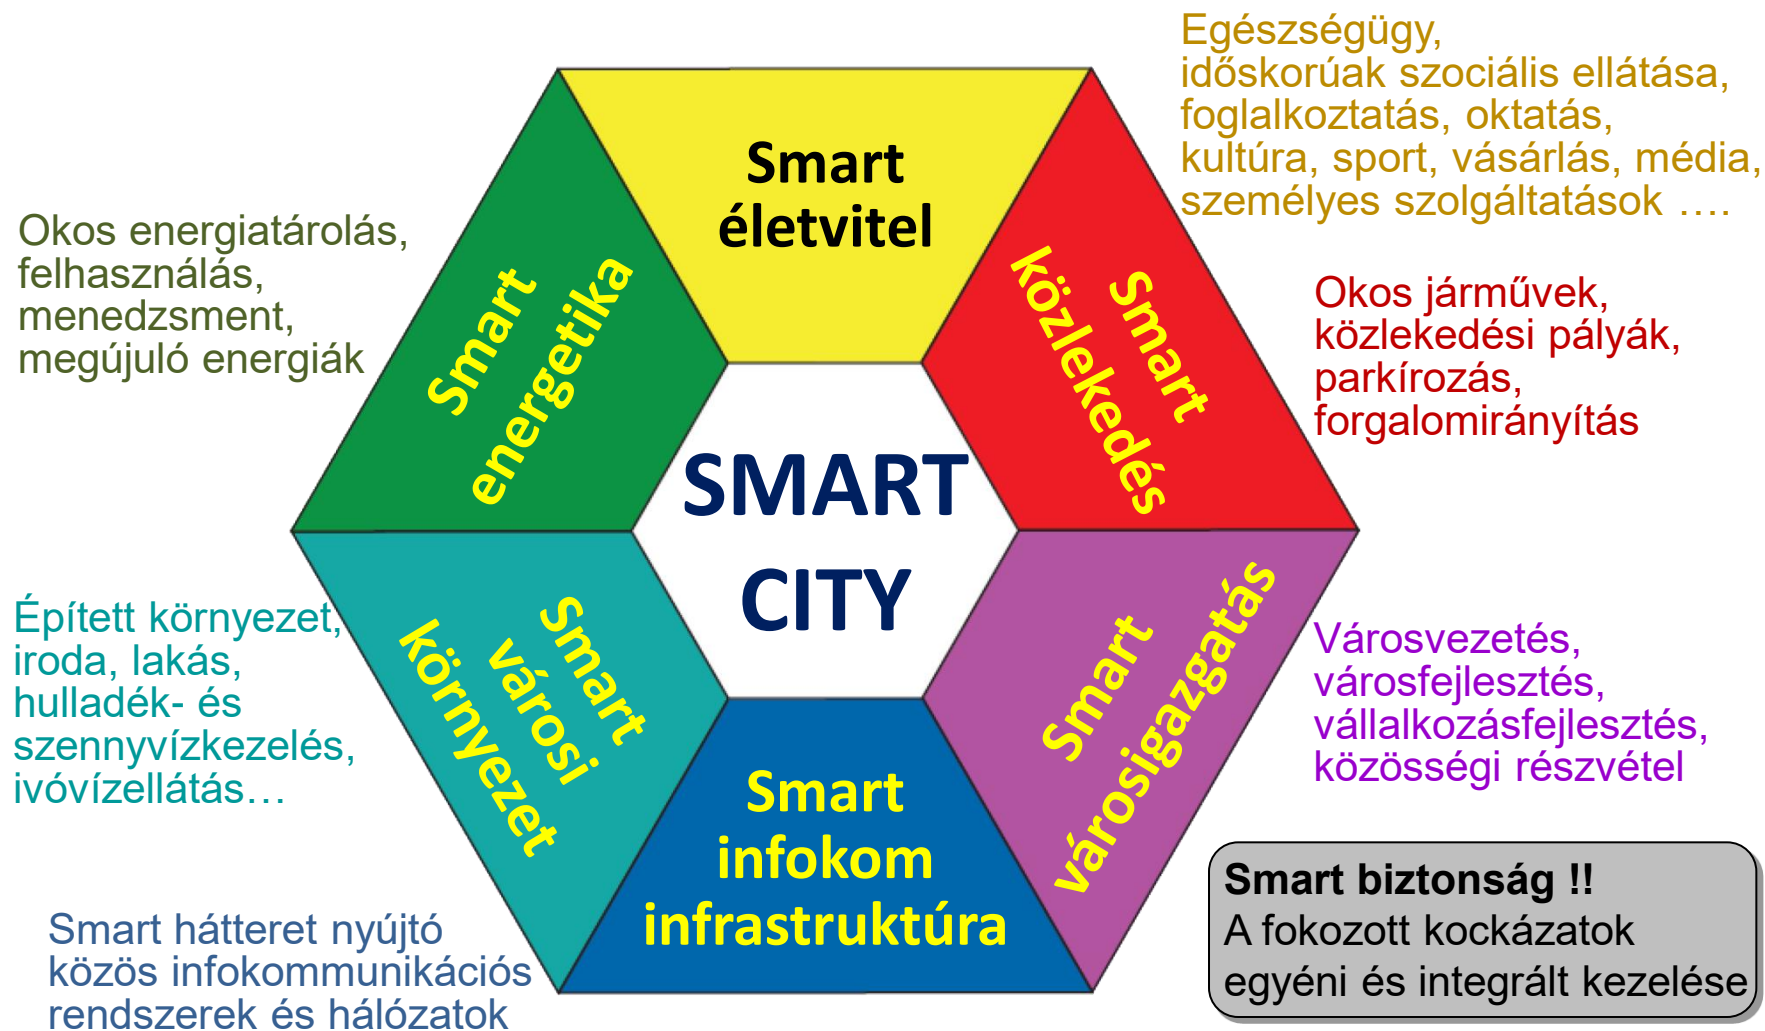 Egészségügy,
időskorúak szociális ellátása,
foglalkoztatás, oktatás,
kultúra, sport, vásárlás, média,
személyes szolgáltatások ….
Smart
életvitel
Okos energiatárolás,
felhasználás,
menedzsment,
megújuló energiák
Smart
energetika
Smart
közlekedés
Okos járművek,
közlekedési pályák,
parkírozás,
forgalomirányítás
SMART
CITY
Épített környezet,
iroda, lakás,
hulladék- és
szennyvízkezelés,
ivóvízellátás…
Smart
városi
környezet
Smart
városigazgatás
Városvezetés,
városfejlesztés,
vállalkozásfejlesztés,
közösségi részvétel
Smart
infokom
infrastruktúra
Smart hátteret nyújtó
közös infokommunikációs
rendszerek és hálózatok
Smart biztonság !!
A fokozott kockázatok
egyéni és integrált kezelése